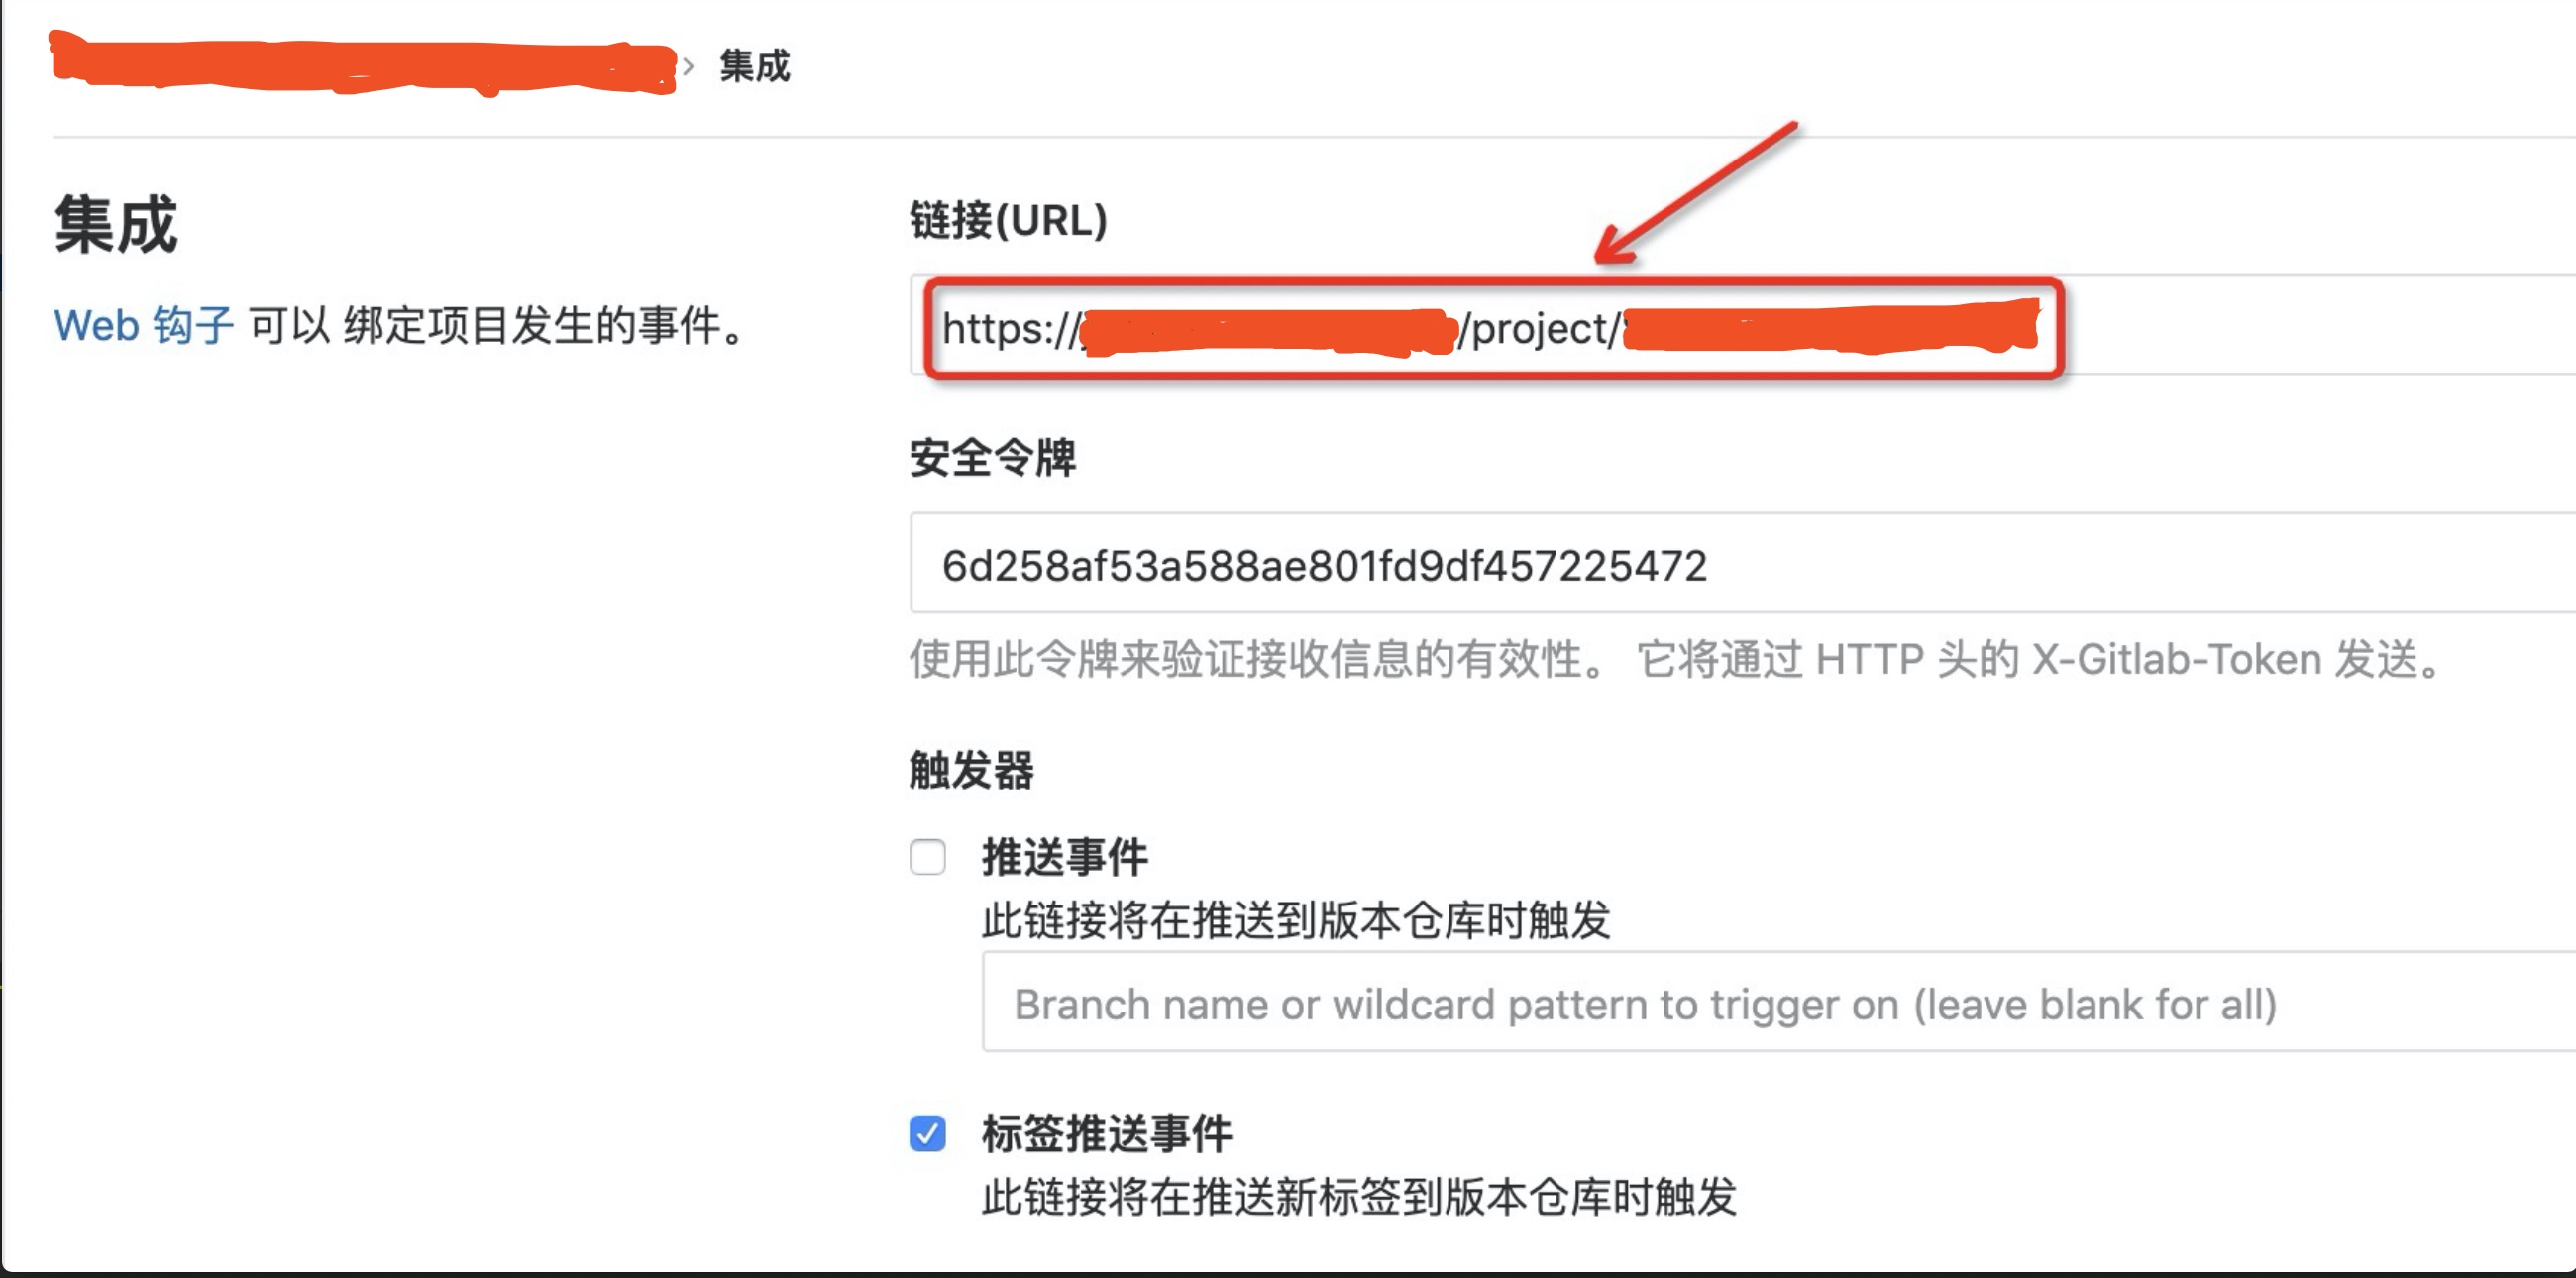 > 集成
集成
Web 钩子 可以 绑定项目发生的事件。
链接(URL)
https:// /project/
安全令牌
6d258af53a588ae801fd9df457225472
使用此令牌来验证接收信息的有效性。 它将通过 HTTP 头的 X-Gitlab-Token 发送。
触发器
推送事件
此链接将在推送到版本仓库时触发
Branch name or wildcard pattern to trigger on (leave blank for all)
标签推送事件
此链接将在推送新标签到版本仓库时触发